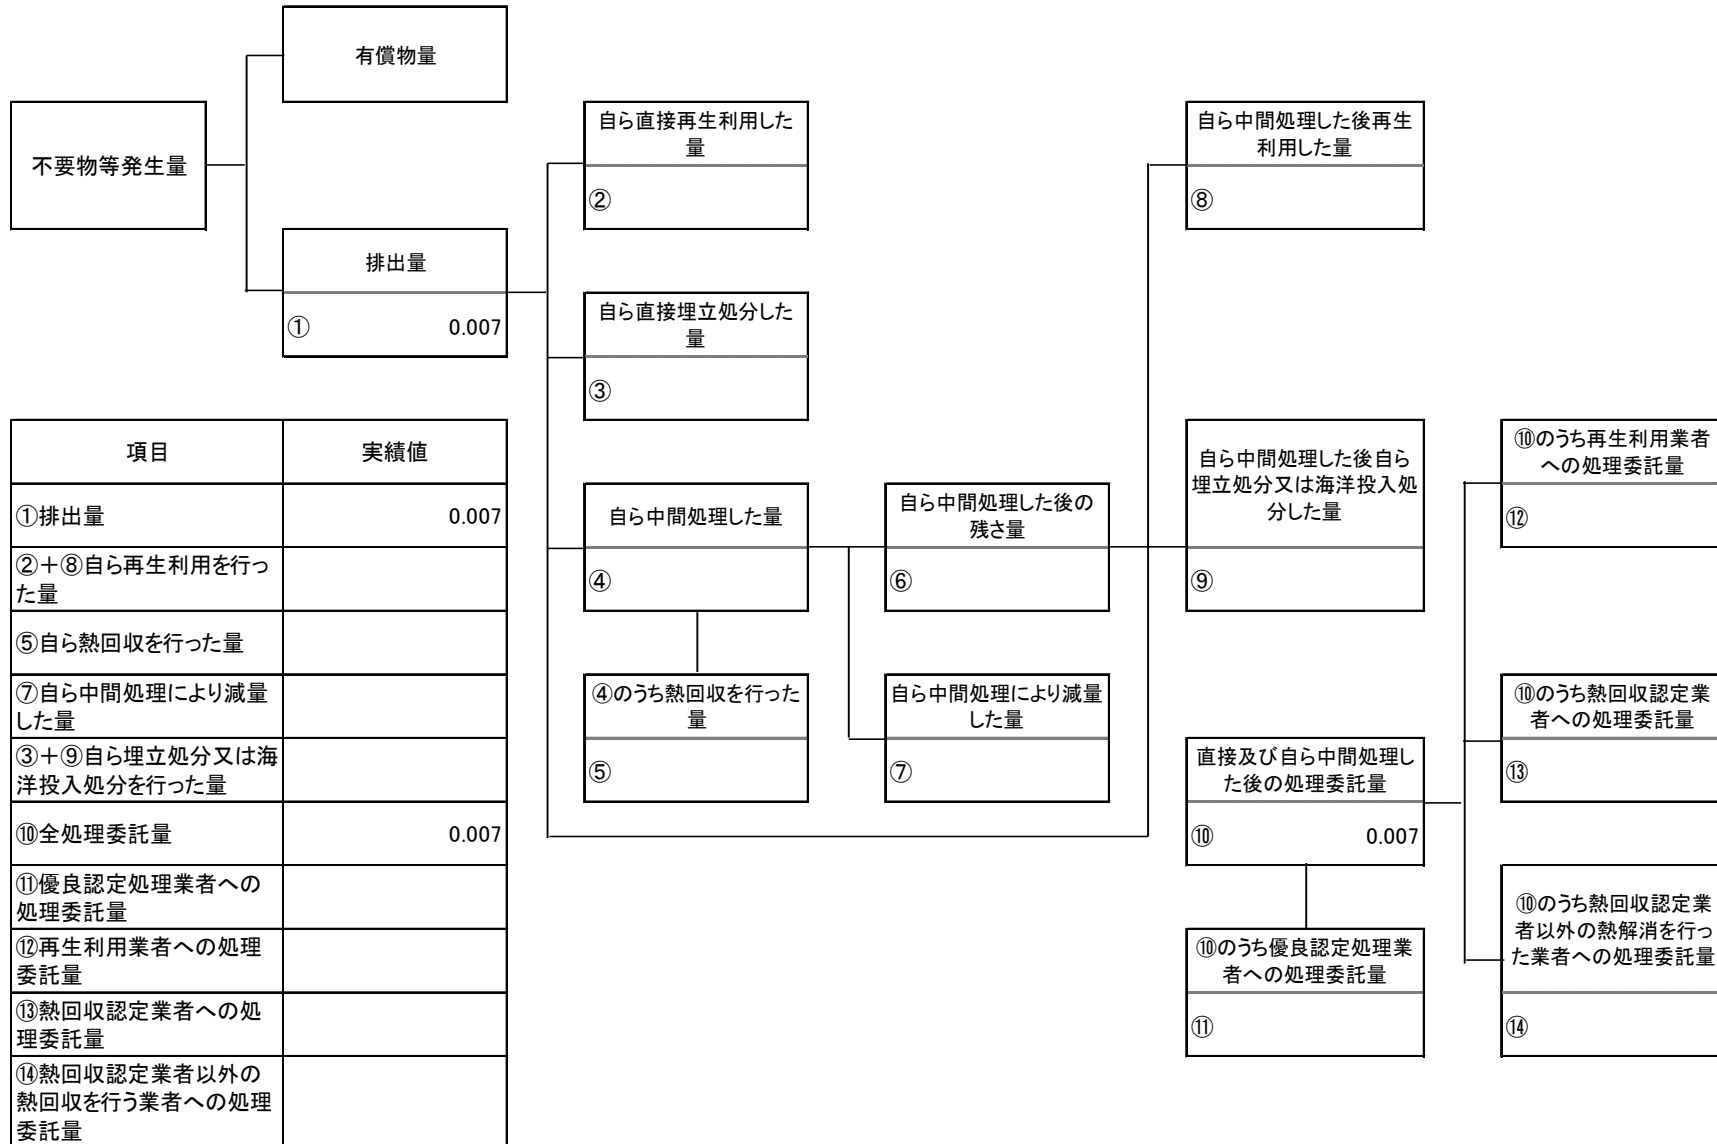 有償物量
不要物等発生量
排出量
① 0.007
自ら直接再生利用した
量
②
自ら直接埋立処分した
量
③
自ら中間処理した量
④
④のうち熱回収を行った
量
⑤
自ら中間処理した後の
残さ量
⑥
自ら中間処理により減量
した量
⑦
自ら中間処理した後再生
利用した量
⑧
自ら中間処理した後自ら
埋立処分又は海洋投入処
分した量
⑨
直接及び自ら中間処理し
た後の処理委託量
⑩ 0.007
⑩のうち優良認定処理業
者への処理委託量
⑪
⑩のうち再生利用業者
への処理委託量
⑫
⑩のうち熱回収認定業
者への処理委託量
⑬
⑩のうち熱回収認定業
者以外の熱解消を行っ
た業者への処理委託量
⑭
項目 実績値
①排出量 0.007
②＋⑧自ら再生利用を行っ
た量
⑤自ら熱回収を行った量
⑦自ら中間処理により減量
した量
③＋⑨自ら埋立処分又は海
洋投入処分を行った量
⑩全処理委託量 0.007
⑪優良認定処理業者への
処理委託量
⑫再生利用業者への処理
委託量
⑬熱回収認定業者への処
理委託量
⑭熱回収認定業者以外の
熱回収を行う業者への処理
委託量